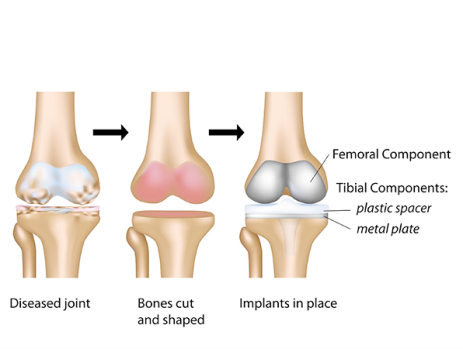 Femoral Component
Tibial Components:
plastic spacer
metal plate
Diseased joint
Bones cut
and shaped
Implants in place